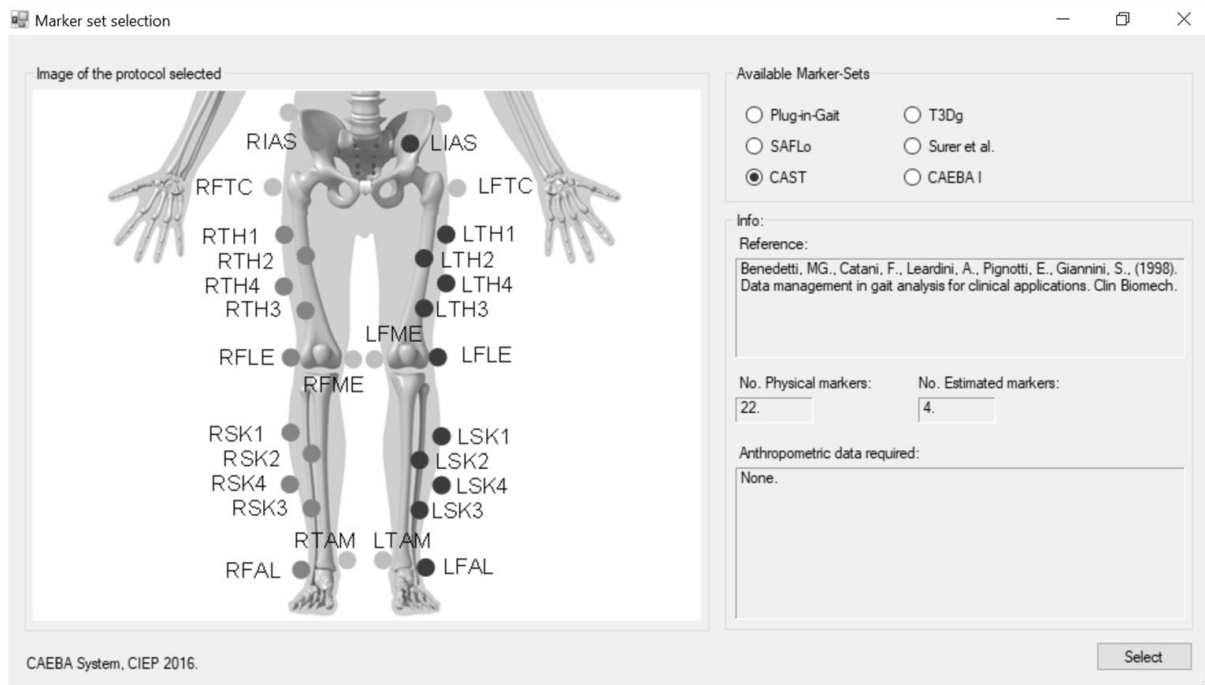 Marker set selection
Image of the protocol selected
RIAS LIAS
RFTC LFTC
RTH1 LTH1
RTH2 LTH2
RTH4 LTH4
RTH3 LTH3
LFME
RFLE LFLE
RFME
RSK1 LSK1
RSK2 LSK2
RSK4 LSK4
RSK3 LSK3
RTAM LTAM
RFAL LFAL
Available Marker-Sets
Plug-in-Gait T3Dg
SAFLo Surer et al.
CAST CAEBA I
Info:
Reference:
Benedetti, MG., Catani, F., Leardini, A., Pignotti, E., Giannini, S., (1998).
Data management in gait analysis for clinical applications. Clin Biomech.
No. Physical markers: No. Estimated markers:
22. 4.
Anthropometric data required:
None.
CAEBA System, CIEP 2016.
Select